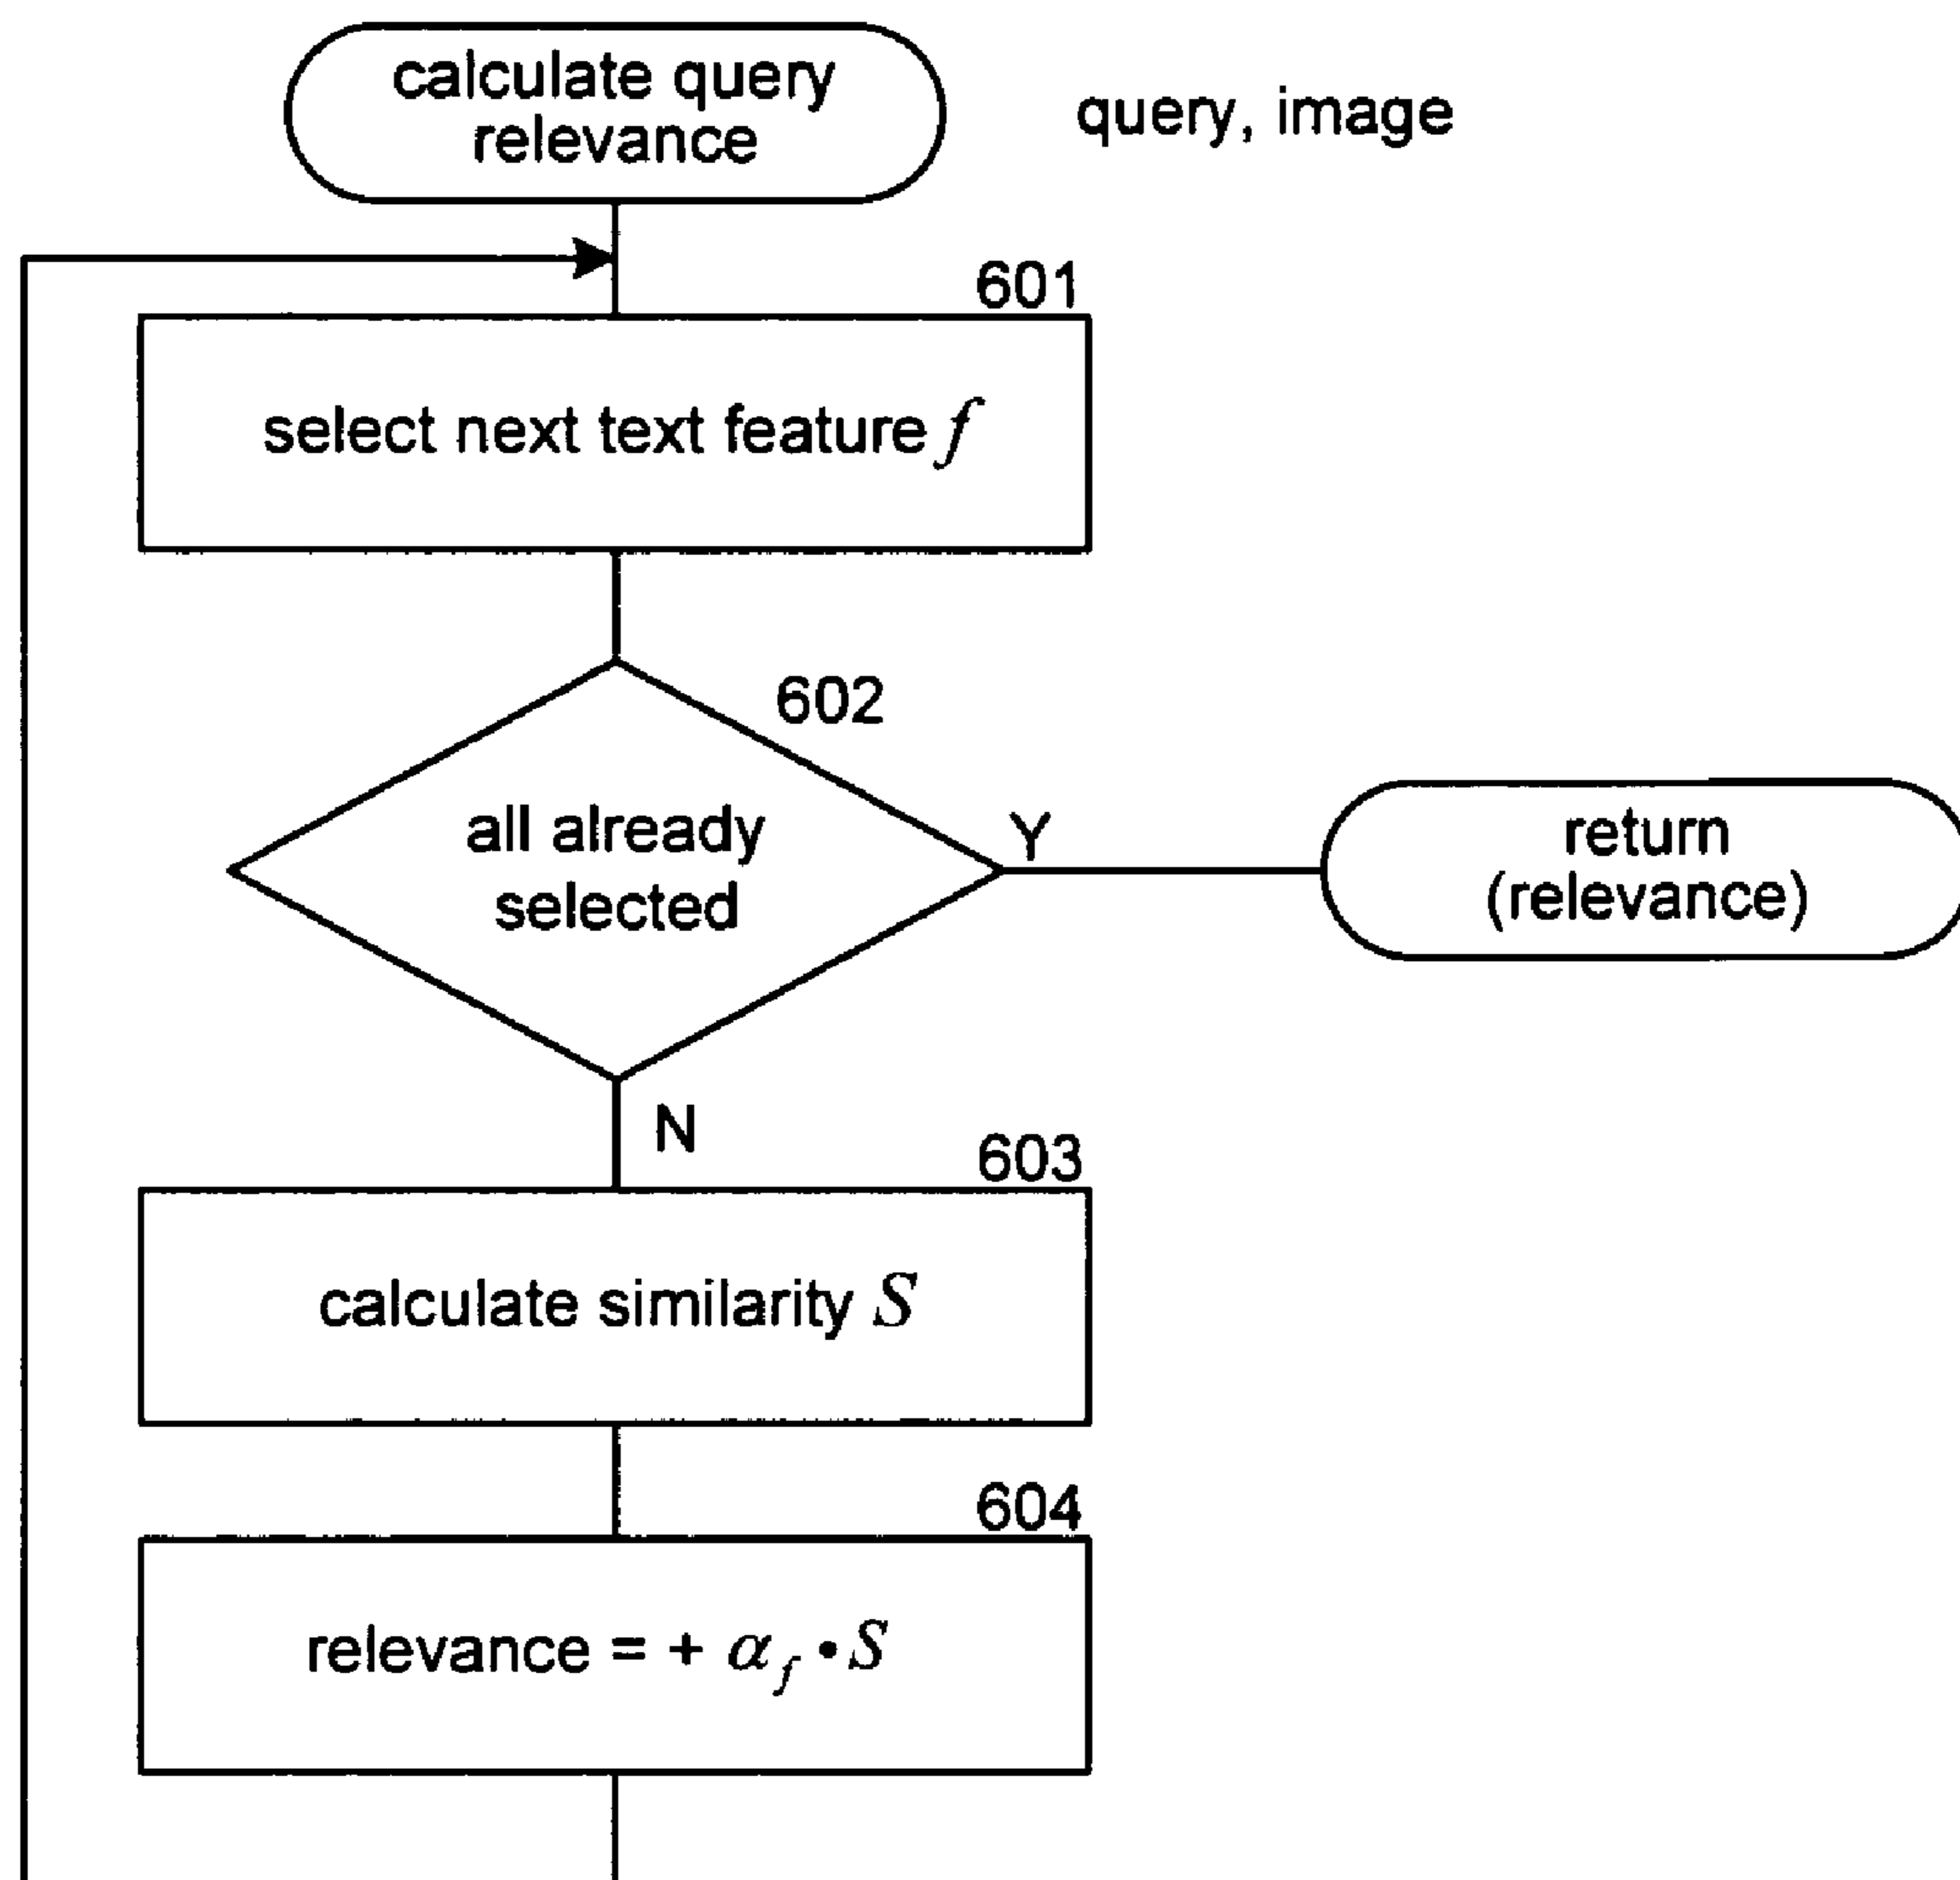 calculate query
relevance
query, image
601
select next text feature f
602
all already
selected
Y
return
(relevance)
N
603
calculate similarity S
604
relevance = + α_f • S